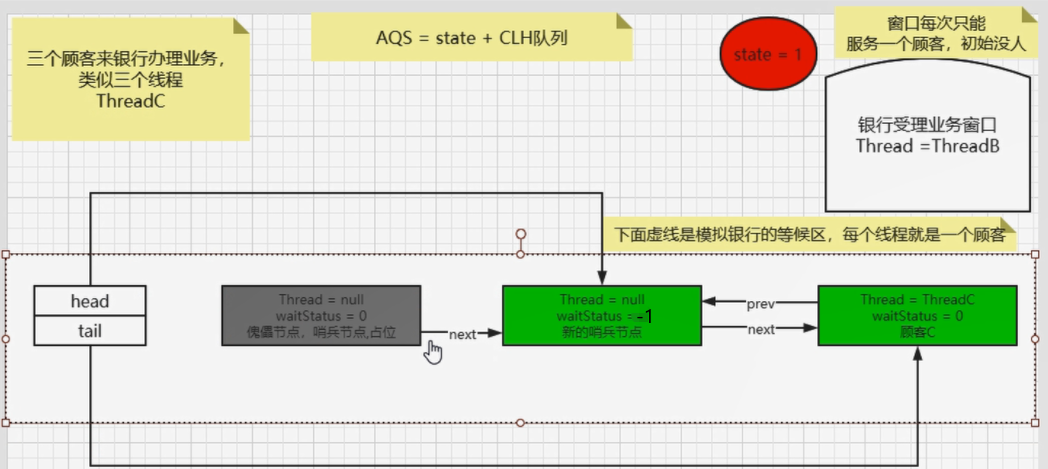 三个顾客来银行办理业务，
类似三个线程
ThreadC
AQS = state + CLH队列
state = 1
窗口每次只能
服务一个顾客，初始没人
银行受理业务窗口
Thread =ThreadB
下面虚线是模拟银行的等候区，每个线程就是一个顾客
head
tail
Thread = null
waitStatus = 0
傀儡节点，哨兵节点,占位
next
Thread = null
waitStatus = -1
新的哨兵节点
prev
next
Thread = ThreadC
waitStatus = 0
顾客C